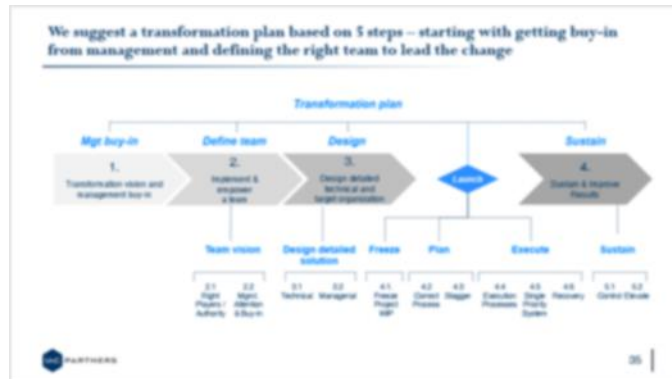 We suggest a transformation plan based on 5 steps – starting with getting buy-in
from management and defining the right team to lead the change
Transformation plan
Mgt buy-in
Define team
Design
Sustain
1.
Transformation vision and
management buy-in
2.
Implement &
empower
a team
3.
Design detailed
technical and
target organization
Launch
4.
Sustain & Improve
Results
Team vision
Design detailed
solution
Freeze
Plan
Execute
Sustain
2.1
Right
Players /
Authority
2.2
Mgmt
Attention
& Buy-in
3.1
Technical
3.2
Managerial
4.1
Freeze
Project
WIP
4.2
Correct
Process
4.3
Stagger
4.4
Execution
Processes
4.5
Single
Priority
System
4.6
Recovery
5.1
Control
5.2
Elevate
PARTNERS
35